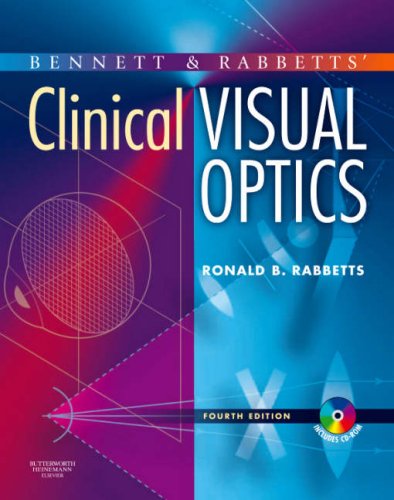 BENNETT & RABBETTS'
Clinical VISUAL
OPTICS
RONALD B. RABBETTS
FOURTH EDITION
INCLUDES CD-ROM
BUTTERWORTH
HEINEMANN
ELSEVIER